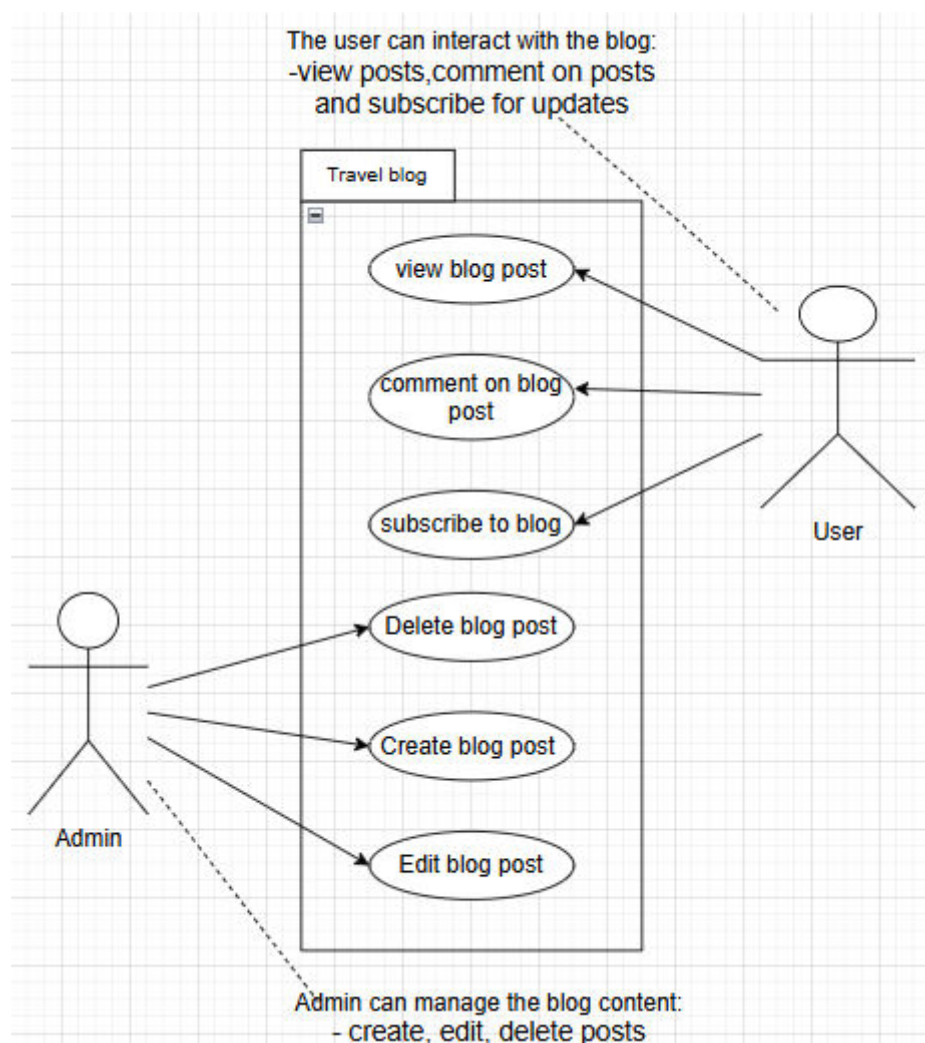 The user can interact with the blog:
-view posts,comment on posts
and subscribe for updates
Travel blog
view blog post
comment on blog
post
subscribe to blog
User
Delete blog post
Create blog post
Admin
Edit blog post
Admin can manage the blog content:
- create, edit, delete posts